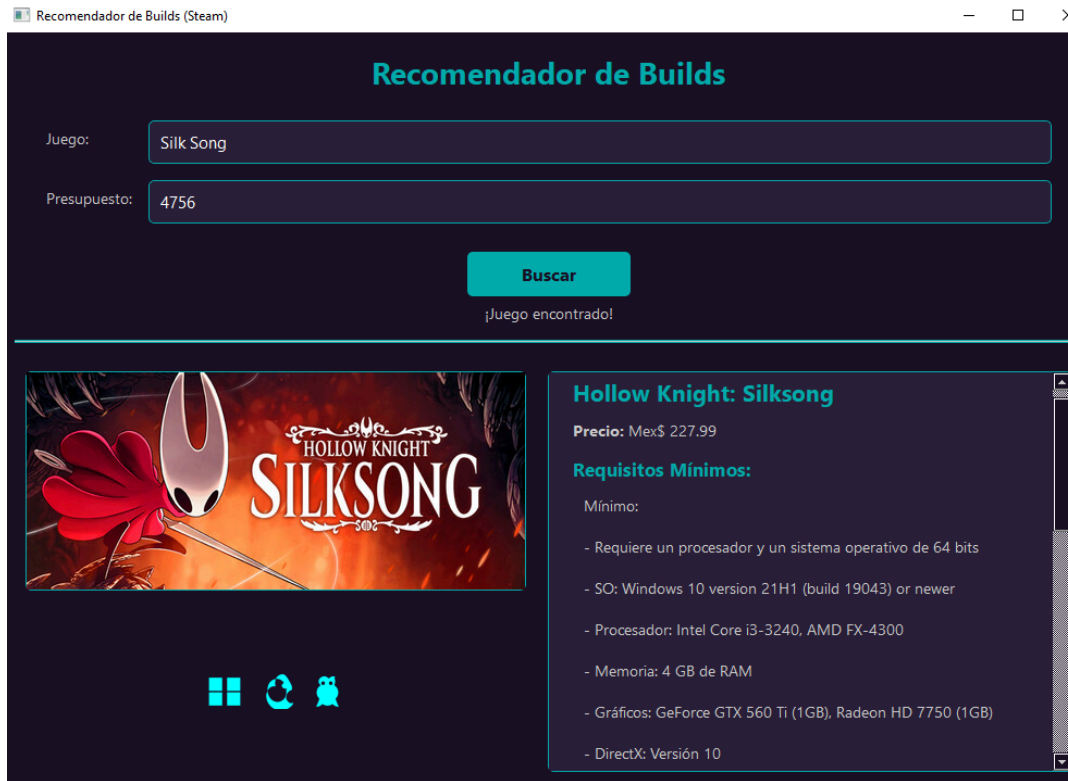 Recomendador de Builds (Steam)
Recomendador de Builds
Juego:
Silk Song
Presupuesto:
4756
Buscar
¡Juego encontrado!
HOLLOW KNIGHT
SILKSONG
Hollow Knight: Silksong
Precio: Mex$ 227.99
Requisitos Mínimos:
Mínimo:
- Requiere un procesador y un sistema operativo de 64 bits
- SO: Windows 10 version 21H1 (build 19043) or newer
- Procesador: Intel Core i3-3240, AMD FX-4300
- Memoria: 4 GB de RAM
- Gráficos: GeForce GTX 560 Ti (1GB), Radeon HD 7750 (1GB)
- DirectX: Versión 10